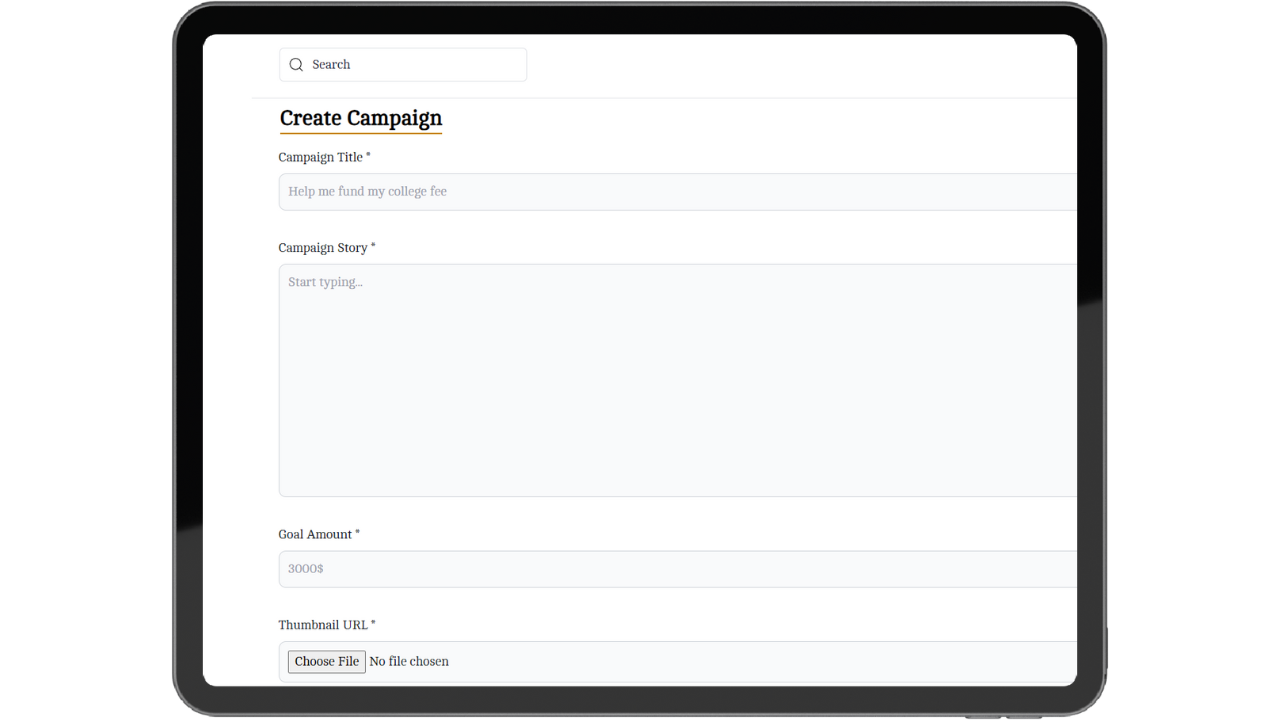 Search
Create Campaign
Campaign Title *
Help me fund my college fee
Campaign Story *
Start typing...
Goal Amount *
3000$
Thumbnail URL *
Choose File No file chosen